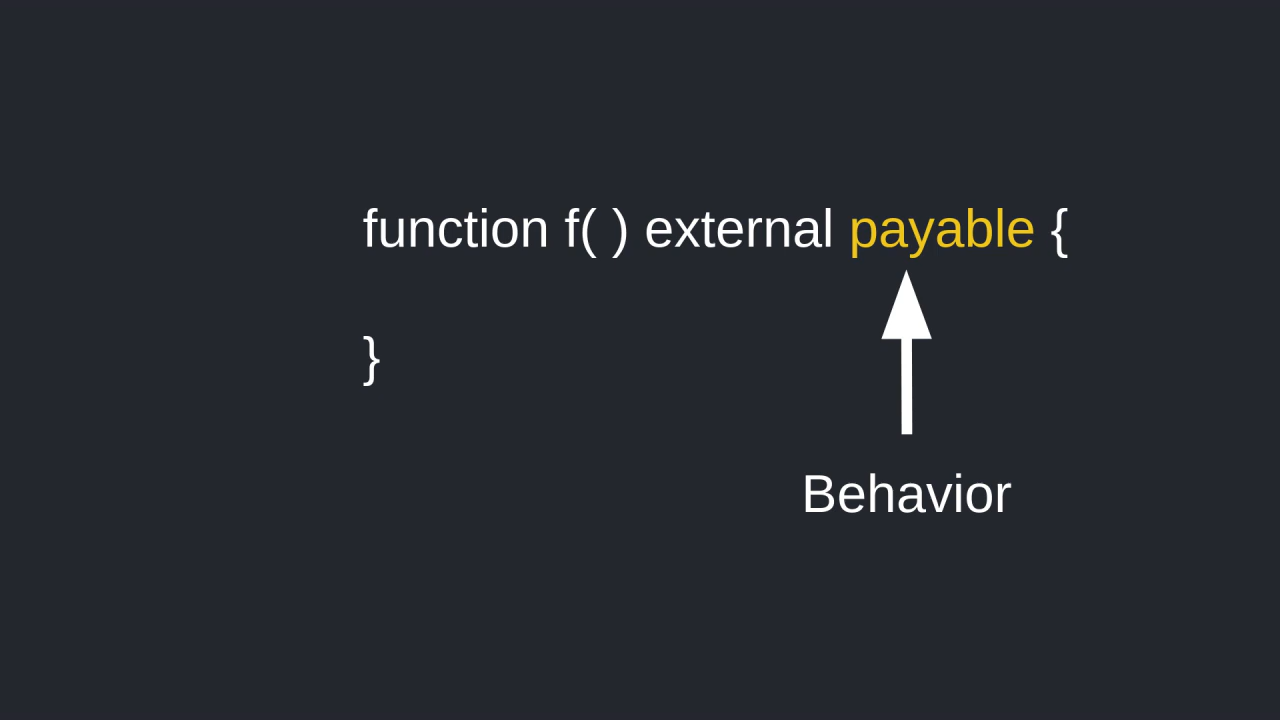 function f( ) external payable {
}
Behavior